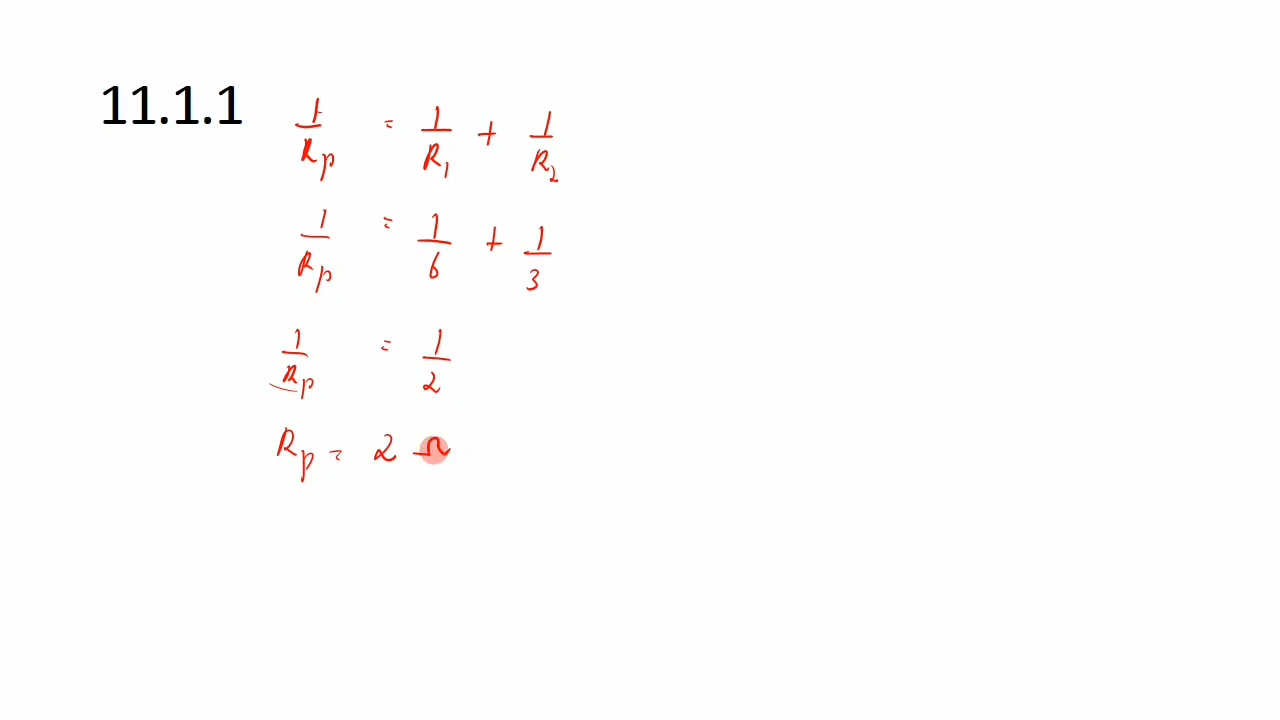 11.1.1 1/Rp = 1/R1 + 1/R2
1/Rp = 1/6 + 1/3
1/Rp = 1/2
Rp = 2 Ω